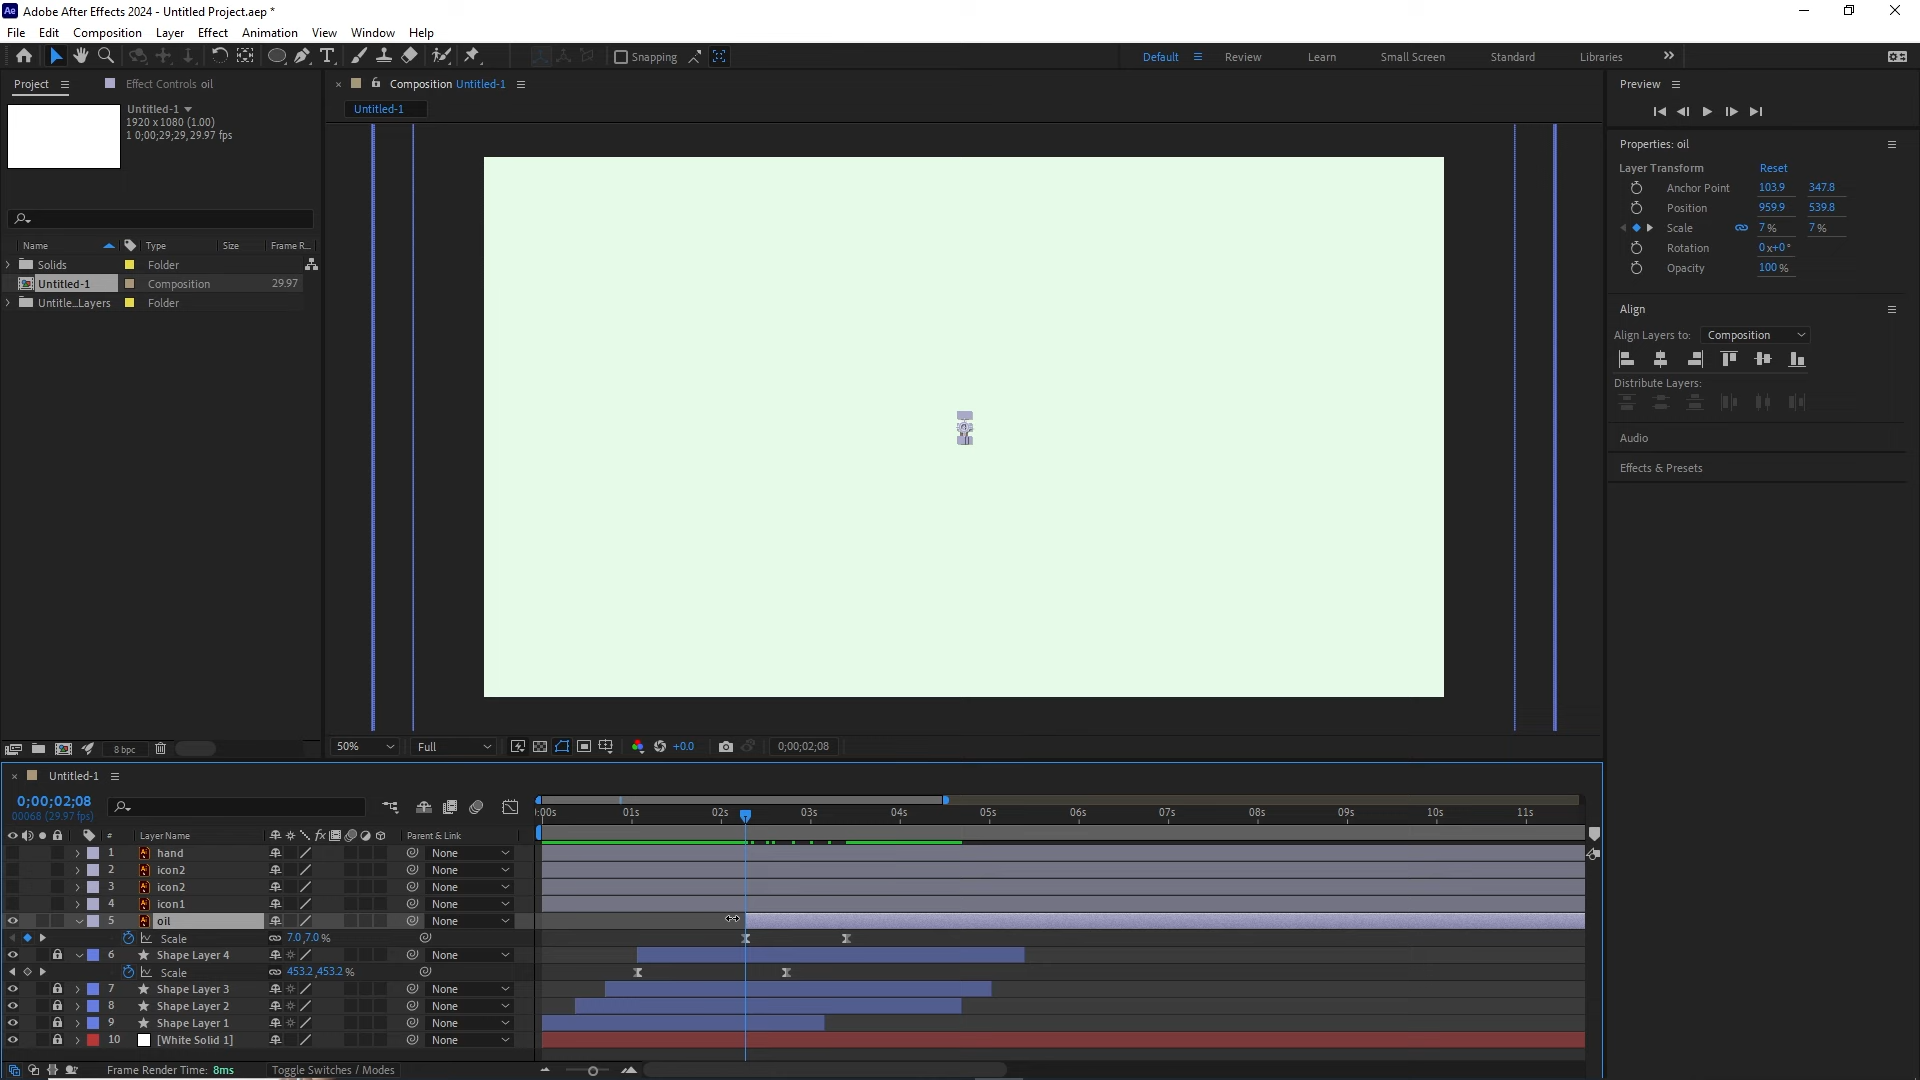 Adobe After Effects 2024 - Untitled Project.aep *
File Edit Composition Layer Effect Animation View Window Help
Snapping
Default Review Learn Small Screen Standard Libraries
Project
Effect Controls oil
Untitled-1
1920 x 1080 (1.00)
1 0;00;29;29, 29.97 fps
Name Type Size Frame R...
Solids Folder
Untitled-1 Composition 29.97
Untitle...Layers Folder
8 bpc
Composition Untitled-1
Untitled-1
50% Full +0.0 0;00;02;08
Preview
Properties: oil
Layer Transform Reset
Anchor Point 103.9 347.8
Position 959.9 539.8
Scale 7 % 7 %
Rotation 0x+0°
Opacity 100 %
Align
Align Layers to: Composition
Distribute Layers:
Audio
Effects & Presets
Untitled-1
0;00;02;08
00068 (29.97 fps)
:00s 01s 02s 03s 04s 05s 06s 07s 08s 09s 10s 11s
# Layer Name Parent & Link
1 hand None
2 icon2 None
3 icon2 None
4 icon1 None
5 oil None
Scale 7.0,7.0 %
6 Shape Layer 4 None
Scale 453.2,453.2 %
7 Shape Layer 3 None
8 Shape Layer 2 None
9 Shape Layer 1 None
10 [White Solid 1] None
Frame Render Time: 8ms
Toggle Switches / Modes